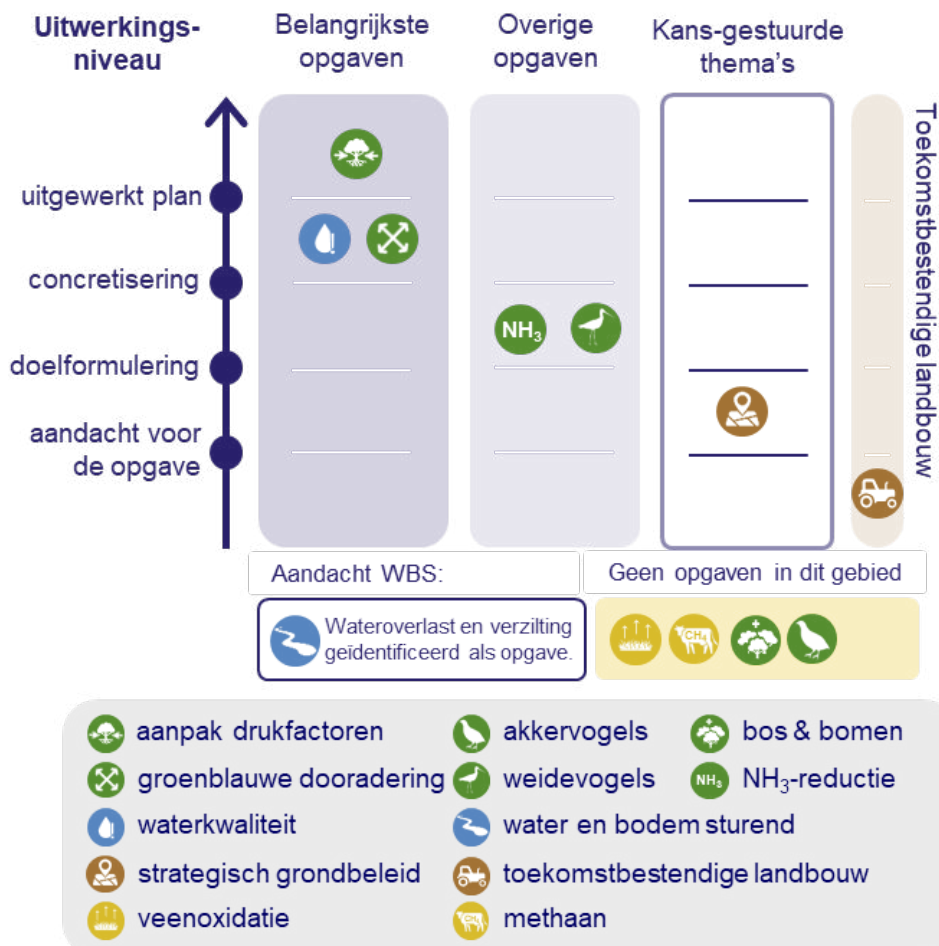 Uitwerkings-
niveau
Belangrijkste
opgaven
Overige
opgaven
Kans-gestuurde
thema's
Toekomstbestendige landbouw
uitgewerkt plan
concretisering
NH₃
doelformulering
aandacht voor
de opgave
Aandacht WBS:
Geen opgaven in dit gebied
Wateroverlast en verzilting
geïdentificeerd als opgave.
CH₄
aanpak drukfactoren
akkervogels
bos & bomen
groenblauwe dooradering
weidevogels
NH₃
NH₃-reductie
waterkwaliteit
water en bodem sturend
strategisch grondbeleid
toekomstbestendige landbouw
veenoxidatie
CH₄
methaan